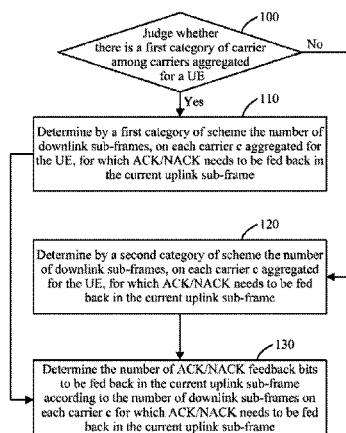 100
Judge whether
there is a first category of carrier
among carriers aggregated
for a UE
No
Yes
110
Determine by a first category of scheme the number of
downlink sub-frames, on each carrier c aggregated for
the UE, for which ACK/NACK needs to be fed back in
the current uplink sub-frame
120
Determine by a second category of scheme the number
of downlink sub-frames, on each carrier c aggregated
for the UE, for which ACK/NACK needs to be fed
back in the current uplink sub-frame
130
Determine the number of ACK/NACK feedback bits
to be fed back in the current uplink sub-frame
according to the number of downlink sub-frames on
each carrier c for which ACK/NACK needs to be fed
back in the current uplink sub-frame